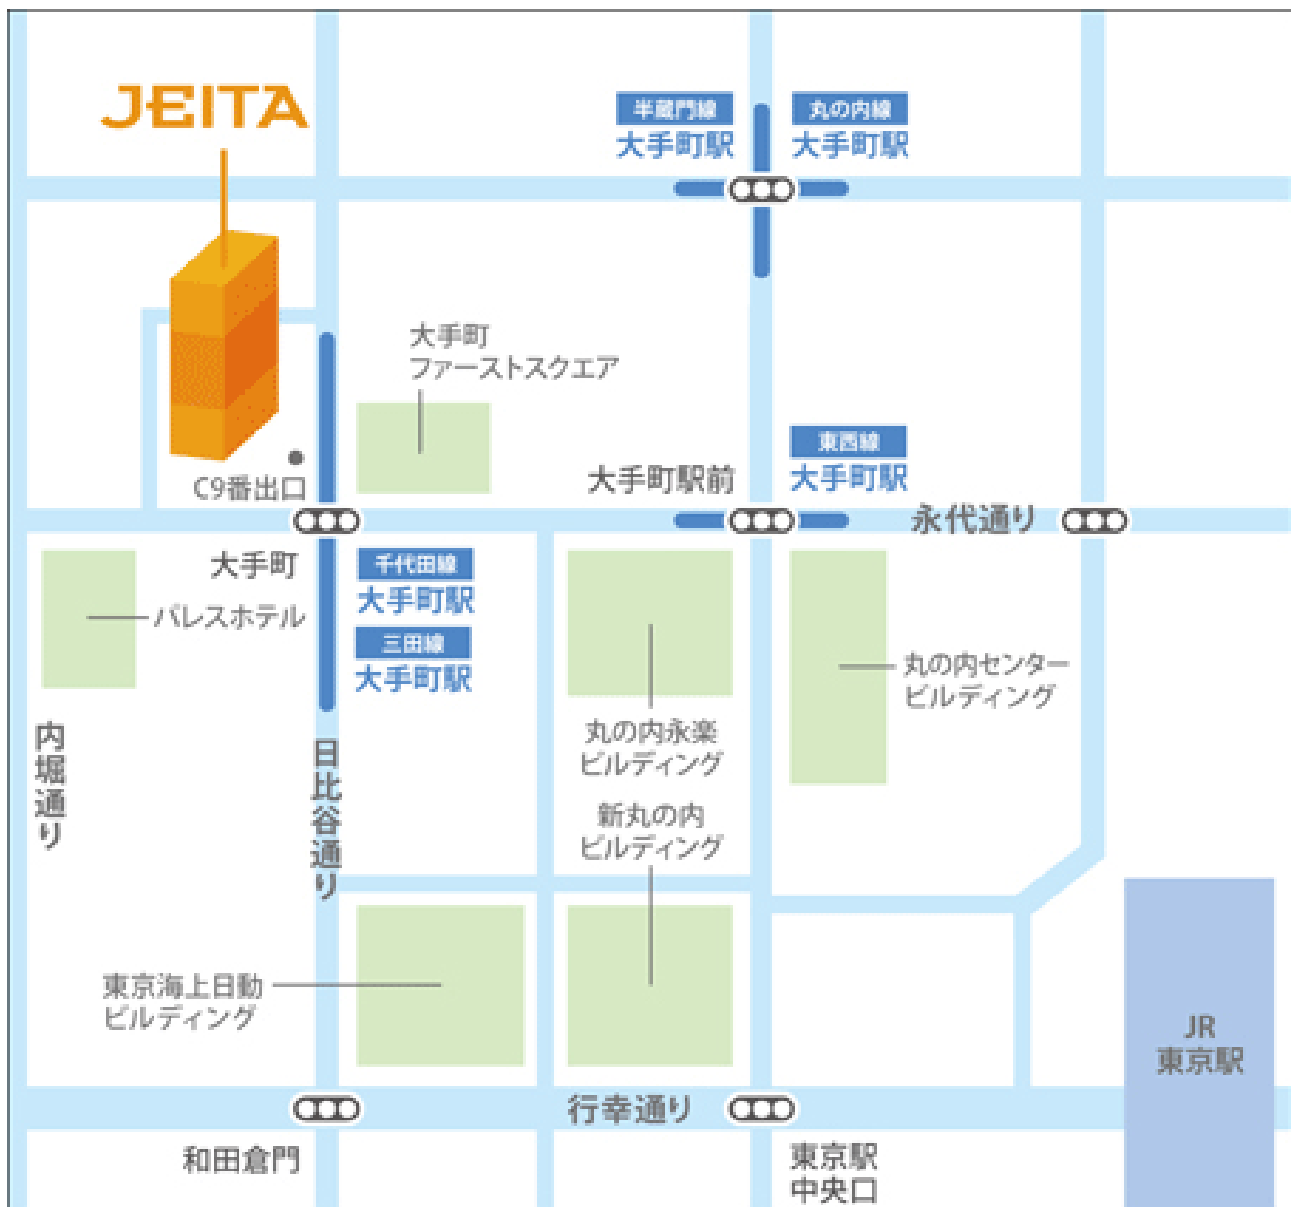 JEITA
半蔵門線
大手町駅
丸の内線
大手町駅
大手町
ファーストスクエア
東西線
大手町駅
大手町駅前
C9番出口
永代通り
大手町
千代田線
大手町駅
パレスホテル
三田線
大手町駅
丸の内センター
ビルディング
内堀通り
日比谷通り
丸の内永楽
ビルディング
新丸の内
ビルディング
東京海上日動
ビルディング
JR
東京駅
行幸通り
和田倉門
東京駅
中央口